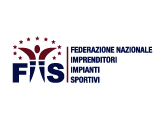 FIIS
FEDERAZIONE NAZIONALE
IMPRENDITORI
IMPIANTI
SPORTIVI